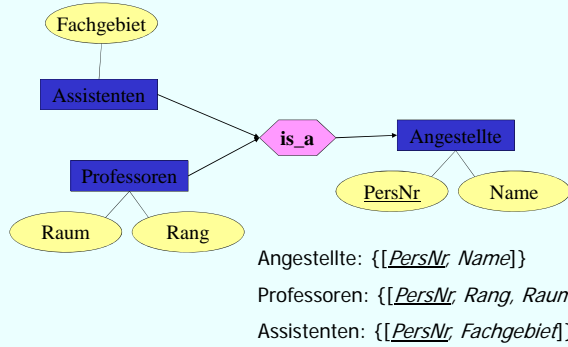 Fachgebiet
Assistenten
is_a
Angestellte
Professoren
PersNr
Name
Raum
Rang
Angestellte: {[PersNr, Name]}
Professoren: {[PersNr, Rang, Raum
Assistenten: {[PersNr, Fachgebiet]